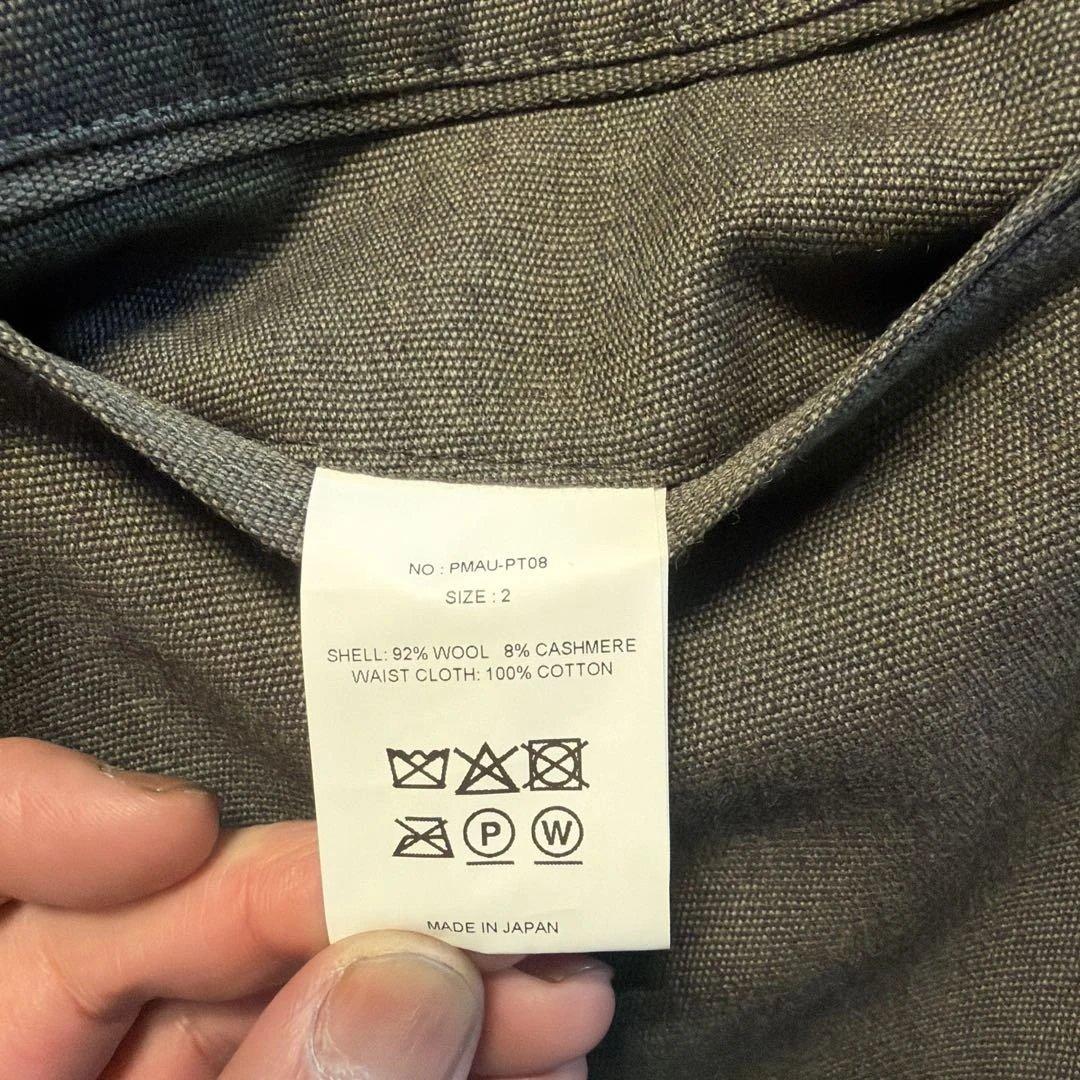 NO : PMAU-PT08
SIZE : 2
SHELL: 92% WOOL 8% CASHMERE
WAIST CLOTH: 100% COTTON
P W
MADE IN JAPAN